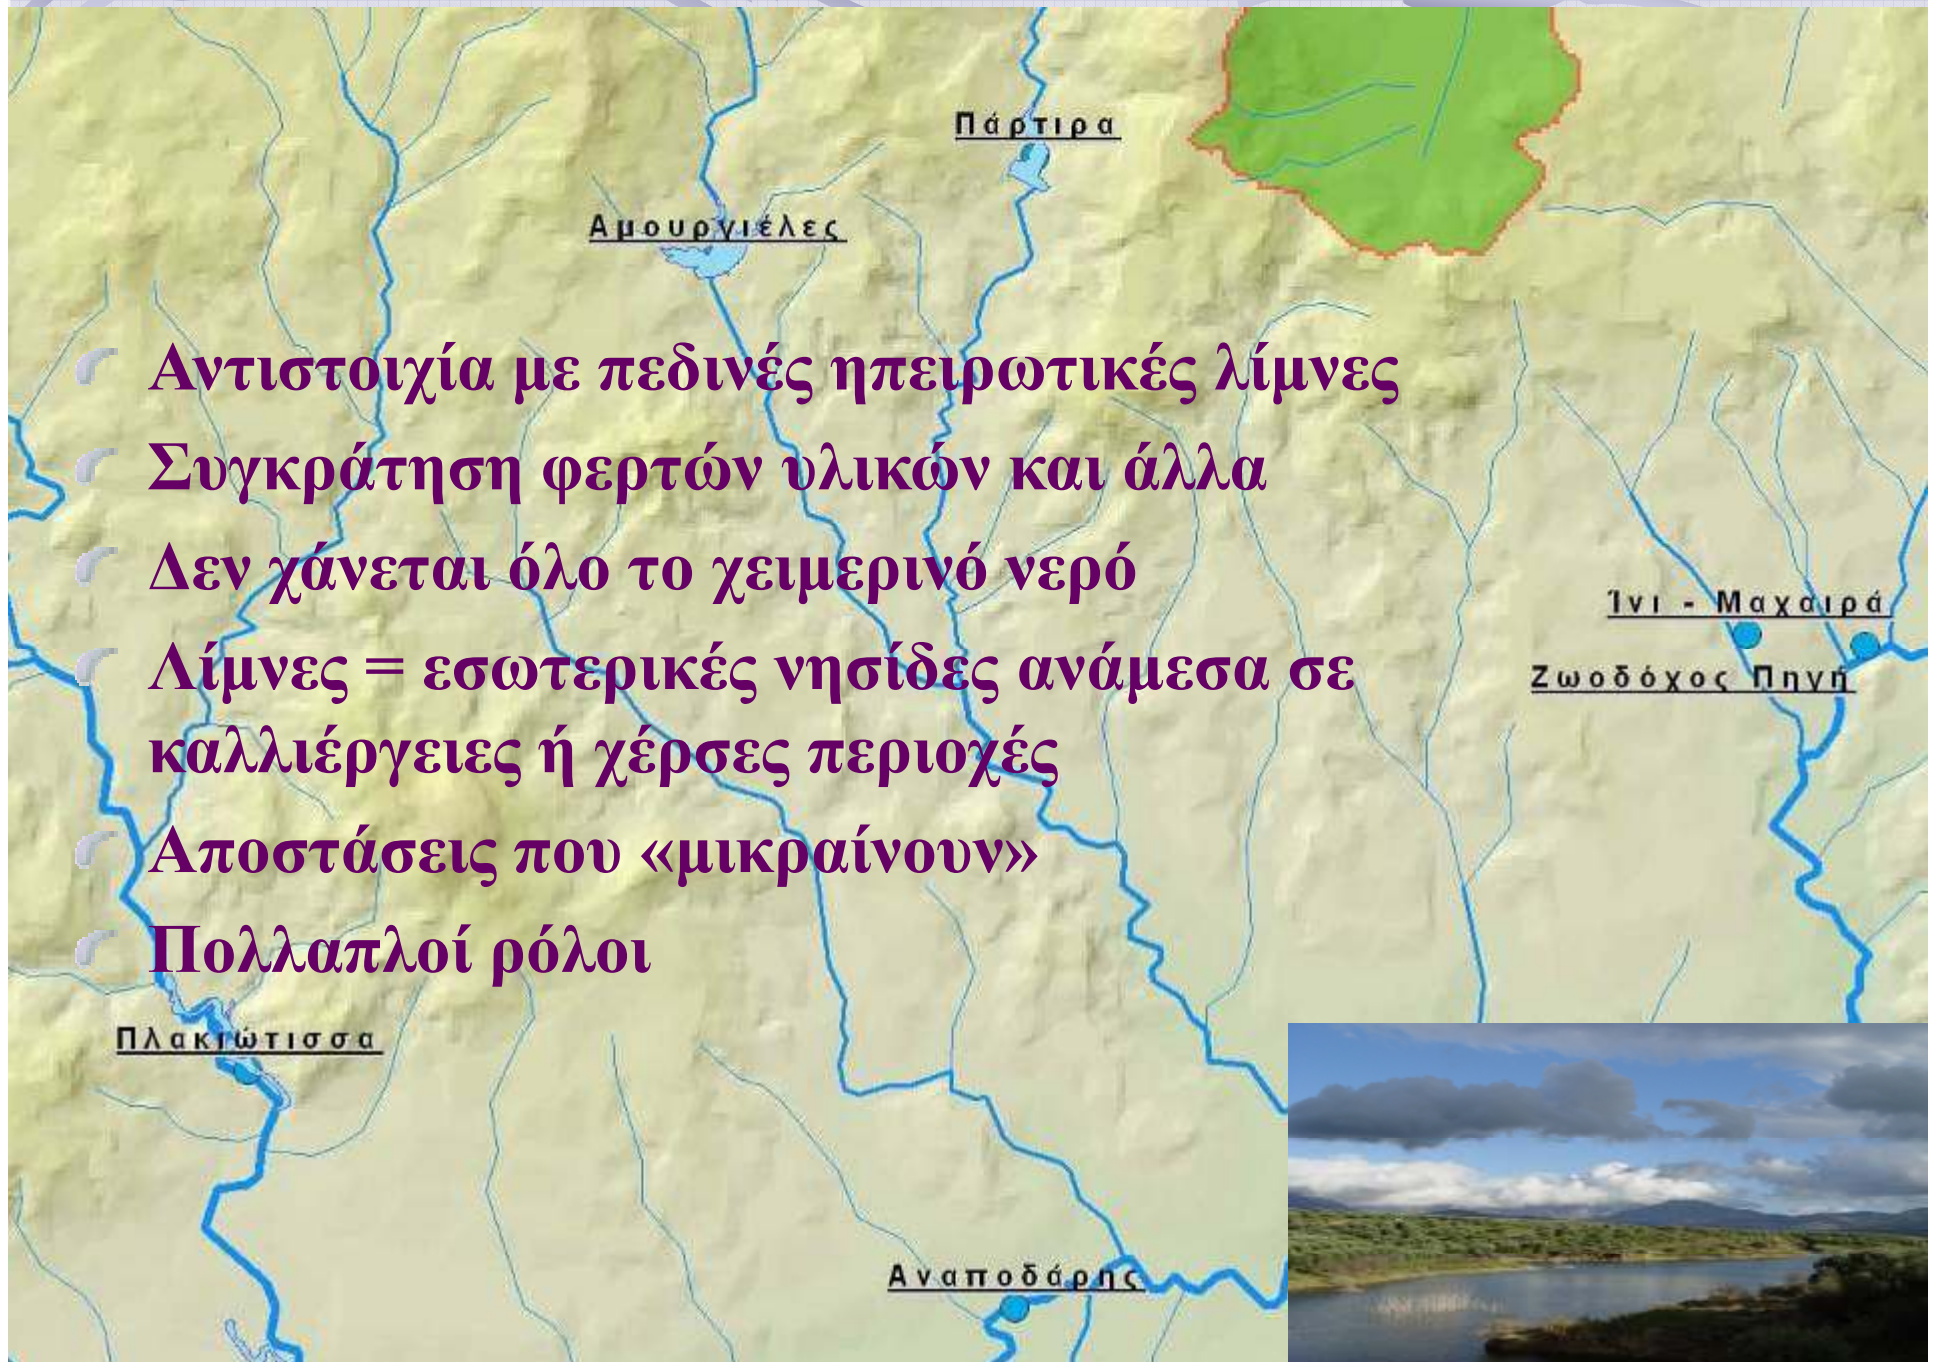 Πάρτιρα
Αμουργιέλες
Αντιστοιχία με πεδινές ηπειρωτικές λίμνες
Συγκράτηση φερτών υλικών και άλλα
Δεν χάνεται όλο το χειμερινό νερό
Ίνι - Μαχαιρά
Λίμνες = εσωτερικές νησίδες ανάμεσα σε
Ζωοδόχος Πηγή
καλλιέργειες ή χέρσες περιοχές
Αποστάσεις που «μικραίνουν»
Πολλαπλοί ρόλοι
Πλακιώτισσα
Αναποδάρης